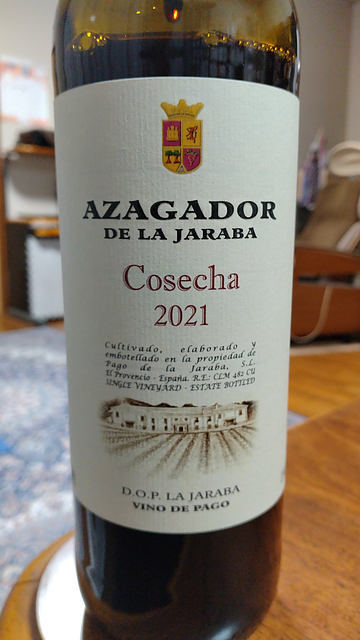 AZAGADOR
DE LA JARABA
Cosecha
2021
Cultivado, elaborado y
embotellado en la propiedad de
Pago de la Jaraba, S.L.
El Provencio - España. R.E.: CLM 482 CU
SINGLE VINEYARD - ESTATE BOTTLED
D.O.P. LA JARABA
VINO DE PAGO